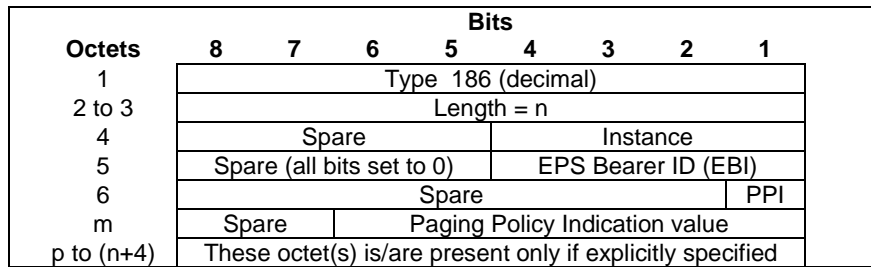 Bits
Octets 8 7 6 5 4 3 2 1
1 Type 186 (decimal)
2 to 3 Length = n
4 Spare Instance
5 Spare (all bits set to 0) EPS Bearer ID (EBI)
6 Spare PPI
m Spare Paging Policy Indication value
p to (n+4) These octet(s) is/are present only if explicitly specified